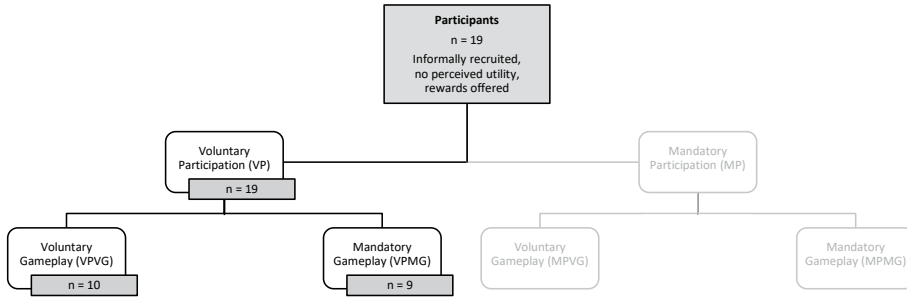 Participants
n = 19
Informally recruited,
no perceived utility,
rewards offered
Voluntary
Participation (VP)
n = 19
Mandatory
Participation (MP)
Voluntary
Gameplay (VPVG)
n = 10
Mandatory
Gameplay (VPMG)
n = 9
Voluntary
Gameplay (MPVG)
Mandatory
Gameplay (MPMG)